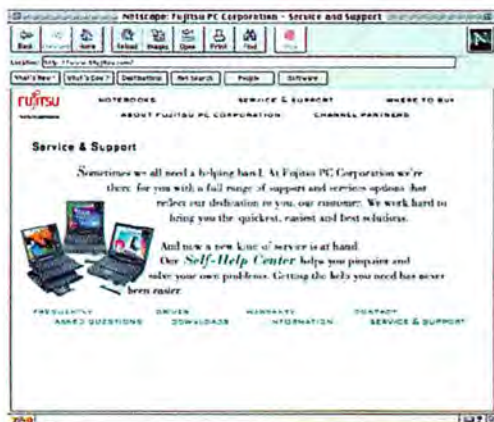 Netscape: Fujitsu PC Corporation - Service and Support
Back Home Reload Images Open Print Find
Location:
What's New? What's Cool? Destinations Net Search People Software
FUJITSU NOTEBOOKS SERVICE & SUPPORT WHERE TO BUY
ABOUT FUJITSU PC CORPORATION CHANNEL PARTNERS
Service & Support
Sometimes we all need a helping hand. At Fujitsu PC Corporation we're
there for you with a full range of support and services options that
reflect our dedication to you, our customer. We work hard to
bring you the quickest, easiest and best solutions.
And now a new kind of service is at hand.
Our Self-Help Center helps you pinpoint and
solve your own problems. Getting the help you need has never
been easier.
FREQUENTLY DRIVER WARRANTY CONTACT
ASKED QUESTIONS DOWNLOADS INFORMATION SERVICE & SUPPORT